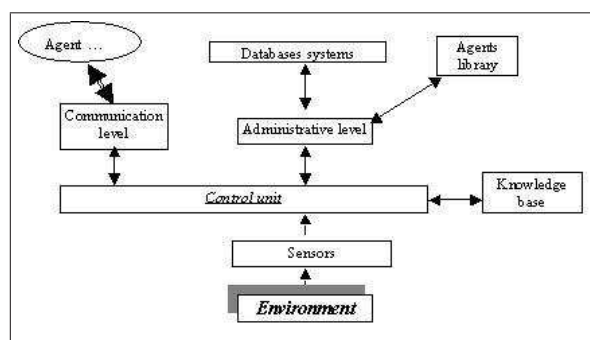 Agent ...
Databases systems
Agents
library
Communication
level
Administrative level
Control unit
Knowledge
base
Sensors
Environment